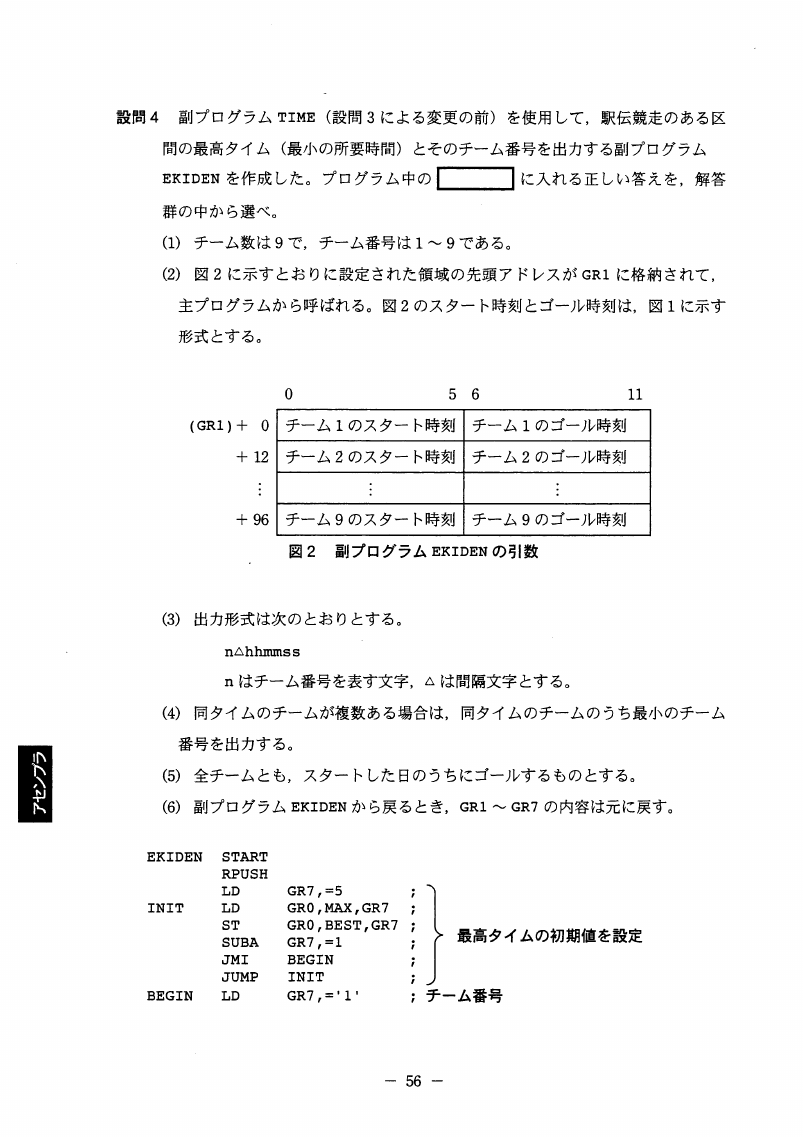 設問4 副プログラム TIME（設問3による変更の前）を使用して，駅伝競走のある区
間の最高タイム（最小の所要時間）とそのチーム番号を出力する副プログラム
EKIDEN を作成した。プログラム中の に入れる正しい答えを，解答
群の中から選べ。
(1) チーム数は9で，チーム番号は1～9である。
(2) 図2に示すとおりに設定された領域の先頭アドレスが GR1 に格納されて，
主プログラムから呼ばれる。図2のスタート時刻とゴール時刻は，図1に示す
形式とする。
0 5 6 11
(GR1)＋ 0 チーム1のスタート時刻 チーム1のゴール時刻
＋ 12 チーム2のスタート時刻 チーム2のゴール時刻
⋮ ⋮ ⋮
＋ 96 チーム9のスタート時刻 チーム9のゴール時刻
図2 副プログラム EKIDEN の引数
(3) 出力形式は次のとおりとする。
n△hhmmss
n はチーム番号を表す文字，△ は間隔文字とする。
(4) 同タイムのチームが複数ある場合は，同タイムのチームのうち最小のチーム
番号を出力する。
(5) 全チームとも，スタートした日のうちにゴールするものとする。
(6) 副プログラム EKIDEN から戻るとき，GR1 ～ GR7 の内容は元に戻す。
アセンブラ
EKIDEN START
RPUSH
LD GR7,=5 ;
INIT LD GR0,MAX,GR7 ;
ST GR0,BEST,GR7 ; 最高タイムの初期値を設定
SUBA GR7,=1 ;
JMI BEGIN ;
JUMP INIT ;
BEGIN LD GR7,='1' ; チーム番号
－ 56 －